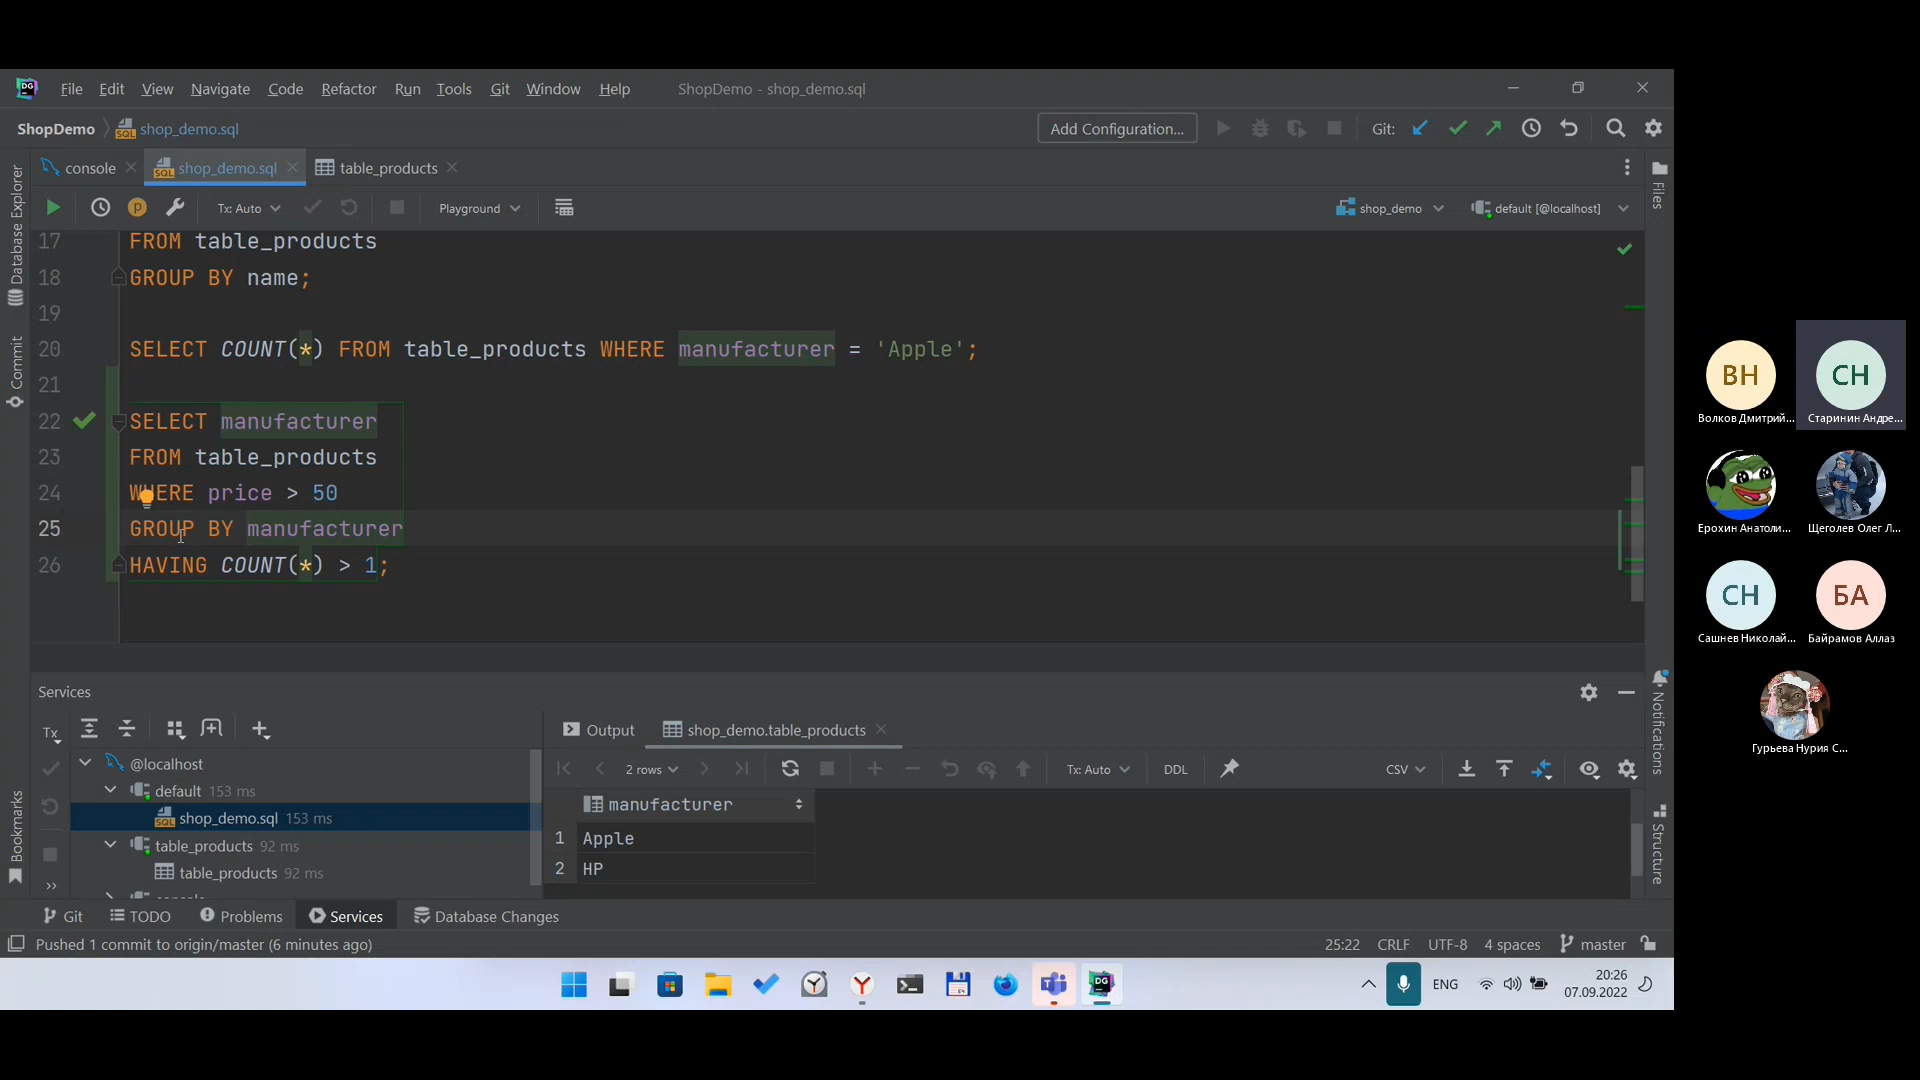 DG File Edit View Navigate Code Refactor Run Tools Git Window Help ShopDemo - shop_demo.sql
ShopDemo shop_demo.sql Add Configuration... Git:
console shop_demo.sql table_products
Tx: Auto Playground shop_demo default [@localhost]
Database Explorer
Commit
Bookmarks
Files
Notifications
Structure
17 FROM table_products
18 GROUP BY name;
19
20 SELECT COUNT(*) FROM table_products WHERE manufacturer = 'Apple';
21
22 SELECT manufacturer
23 FROM table_products
24 WHERE price > 50
25 GROUP BY manufacturer
26 HAVING COUNT(*) > 1;
Services
Tx
Output shop_demo.table_products
@localhost
default 153 ms
shop_demo.sql 153 ms
table_products 92 ms
table_products 92 ms
2 rows Tx: Auto DDL CSV
manufacturer
1 Apple
2 HP
Git TODO Problems Services Database Changes
Pushed 1 commit to origin/master (6 minutes ago) 25:22 CRLF UTF-8 4 spaces master
ENG 20:26
07.09.2022
ВН СН
Волков Дмитрий... Старинин Андре...
Ерохин Анатоли... Щеголев Олег Л...
СН БА
Сашнев Николай... Байрамов Аллаз
Гурьева Нурия С...